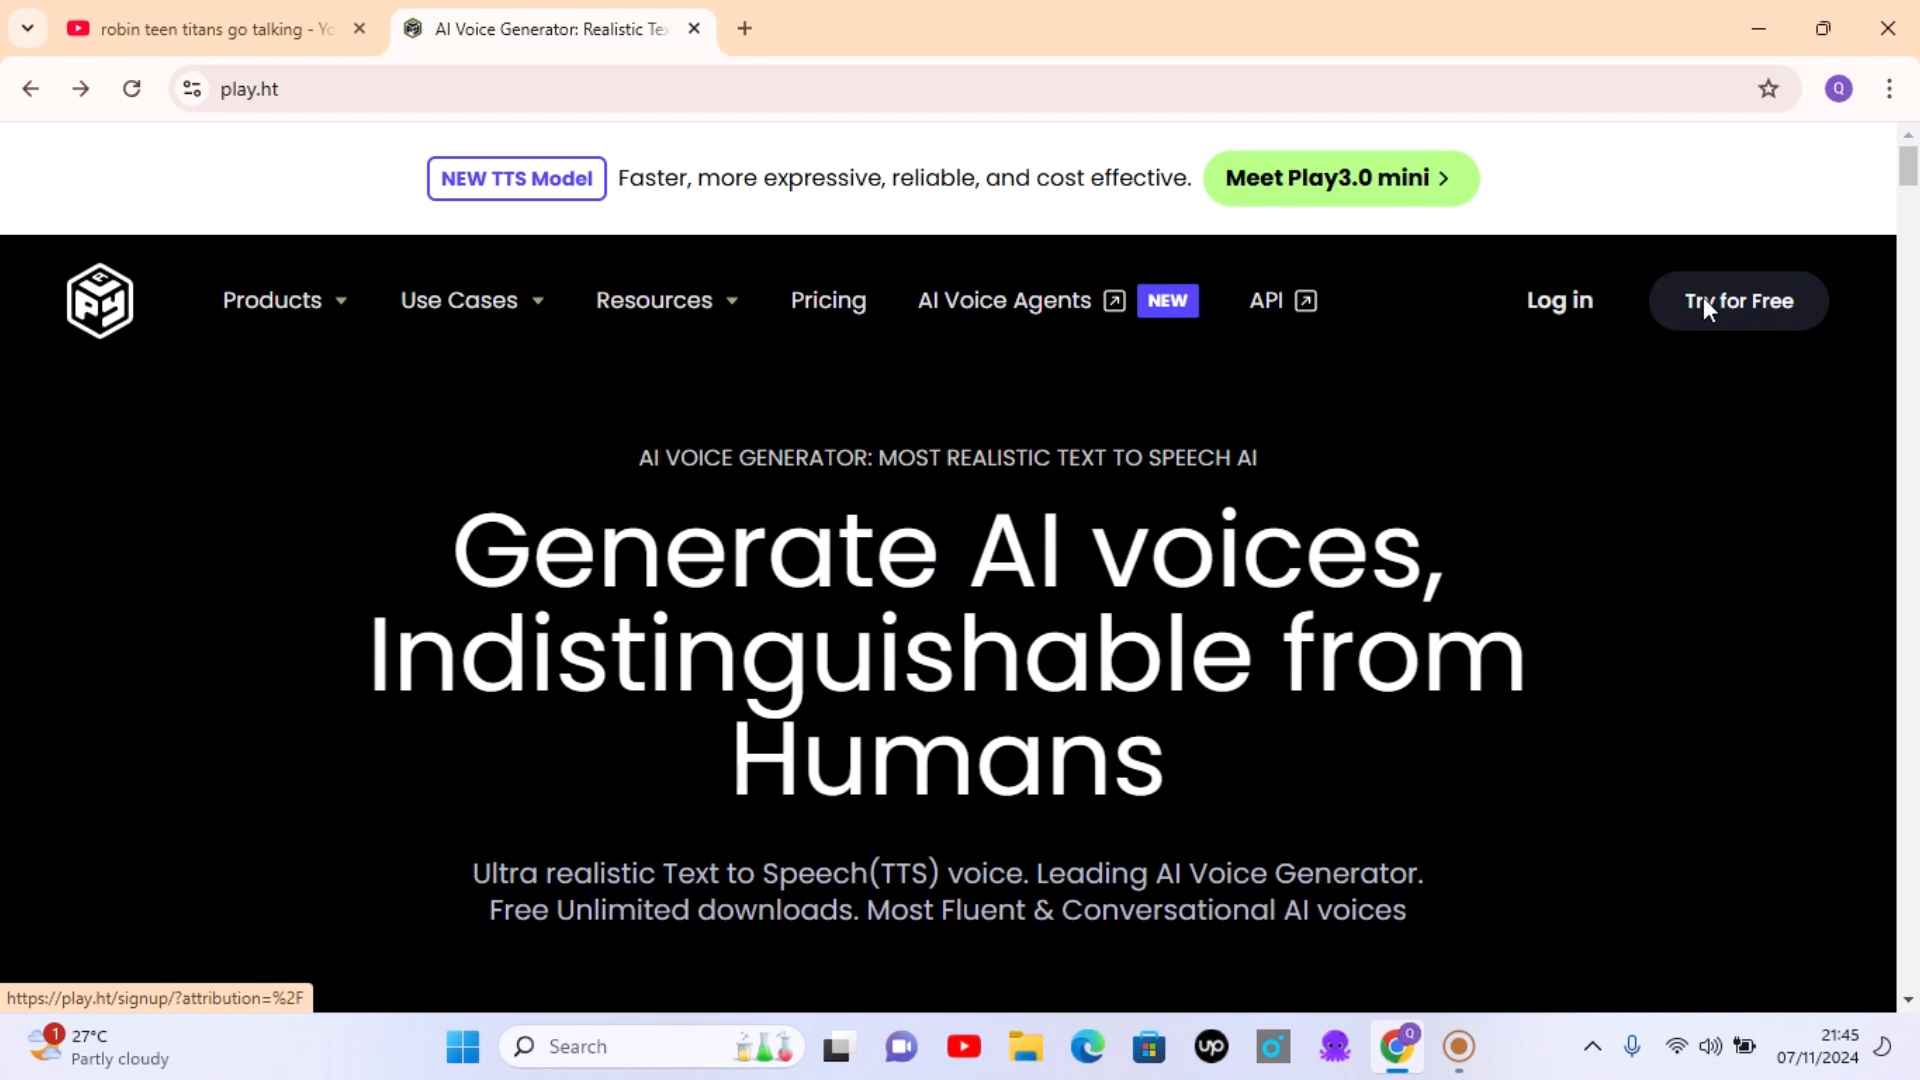 robin teen titans go talking - Yo
AI Voice Generator: Realistic Te
play.ht
Q
NEW TTS Model
Faster, more expressive, reliable, and cost effective.
Meet Play3.0 mini >
Products
Use Cases
Resources
Pricing
AI Voice Agents
NEW
API
Log in
Try for Free
AI VOICE GENERATOR: MOST REALISTIC TEXT TO SPEECH AI
Generate AI voices,
Indistinguishable from
Humans
Ultra realistic Text to Speech(TTS) voice. Leading AI Voice Generator.
Free Unlimited downloads. Most Fluent & Conversational AI voices
https://play.ht/signup/?attribution=%2F
1
27°C
Partly cloudy
Search
up
Q
21:45
07/11/2024